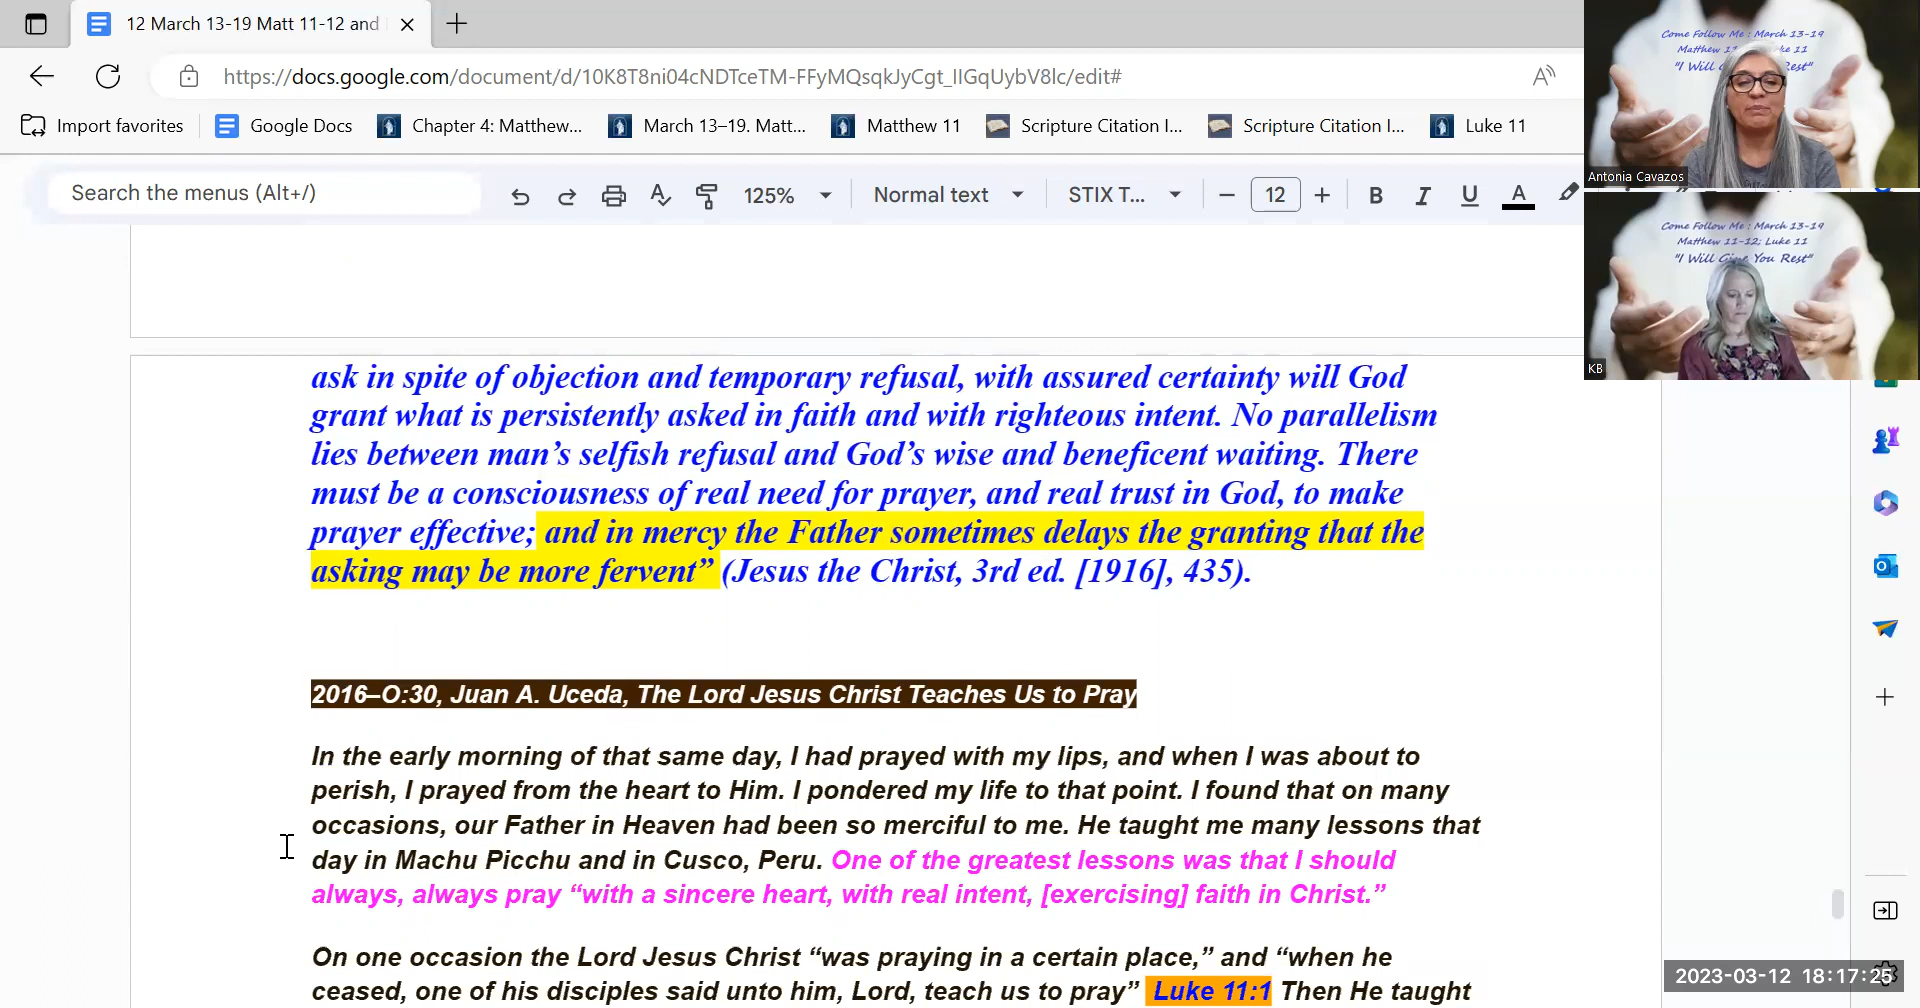 12 March 13-19 Matt 11-12 and
https://docs.google.com/document/d/10K8T8ni04cNDTceTM-FFyMQsqkJyCgt_IIGqUybV8lc/edit#
Import favorites
Google Docs
Chapter 4: Matthew...
March 13–19. Matt...
Matthew 11
Scripture Citation I...
Scripture Citation I...
Luke 11
Search the menus (Alt+/)
125%
Normal text
STIX T...
12
B I U A
Come Follow Me : March 13-19
"I Will
Rest"
Antonia Cavazos
Come Follow Me : March 13-19
Matthew 11-12; Luke 11
"I Will Give You Rest"
KB
ask in spite of objection and temporary refusal, with assured certainty will God
grant what is persistently asked in faith and with righteous intent. No parallelism
lies between man’s selfish refusal and God’s wise and beneficent waiting. There
must be a consciousness of real need for prayer, and real trust in God, to make
prayer effective; and in mercy the Father sometimes delays the granting that the
asking may be more fervent” (Jesus the Christ, 3rd ed. [1916], 435).
2016–O:30, Juan A. Uceda, The Lord Jesus Christ Teaches Us to Pray
In the early morning of that same day, I had prayed with my lips, and when I was about to
perish, I prayed from the heart to Him. I pondered my life to that point. I found that on many
occasions, our Father in Heaven had been so merciful to me. He taught me many lessons that
day in Machu Picchu and in Cusco, Peru. One of the greatest lessons was that I should
always, always pray “with a sincere heart, with real intent, [exercising] faith in Christ.”
On one occasion the Lord Jesus Christ “was praying in a certain place,” and “when he
ceased, one of his disciples said unto him, Lord, teach us to pray” Luke 11:1 Then He taught
2023-03-12 18:17:25